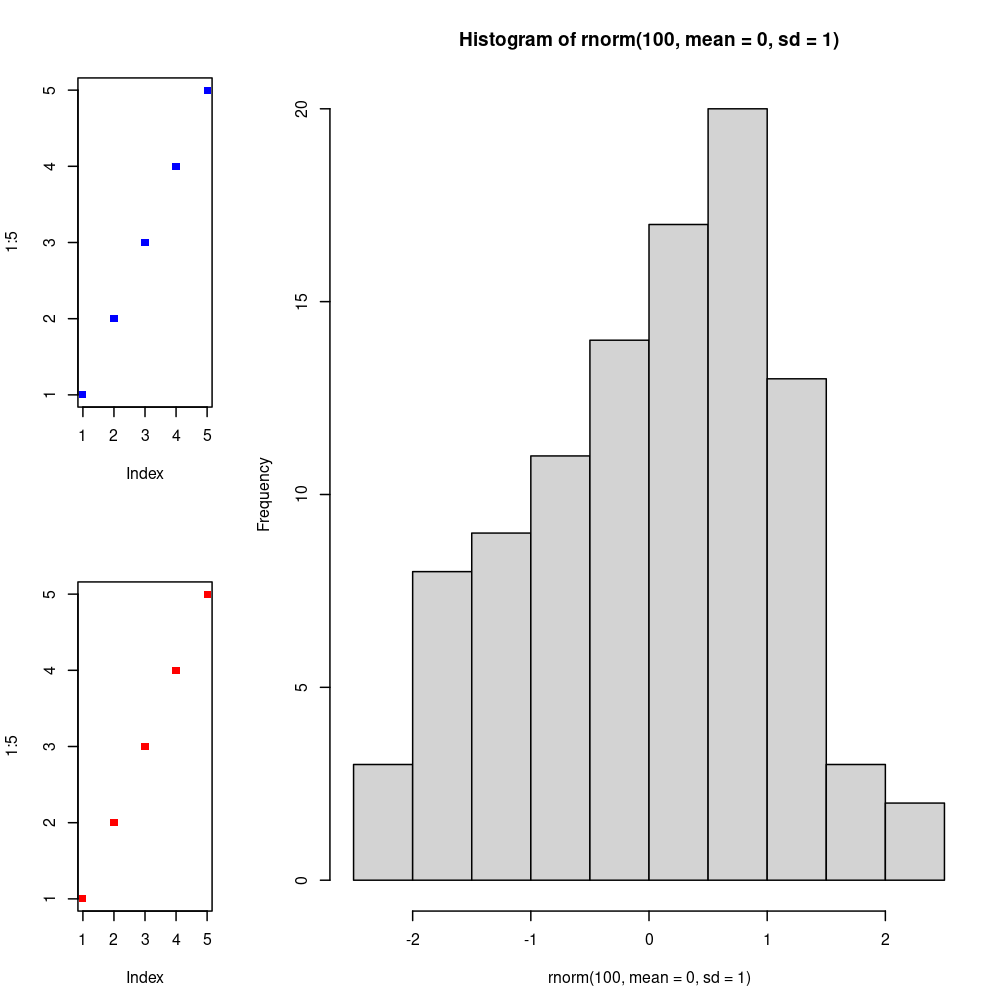 1:5
5
4
3
2
1
1 2 3 4 5
Index
1:5
5
4
3
2
1
1 2 3 4 5
Index
Histogram of rnorm(100, mean = 0, sd = 1)
Frequency
20
15
10
5
0
-2 -1 0 1 2
rnorm(100, mean = 0, sd = 1)